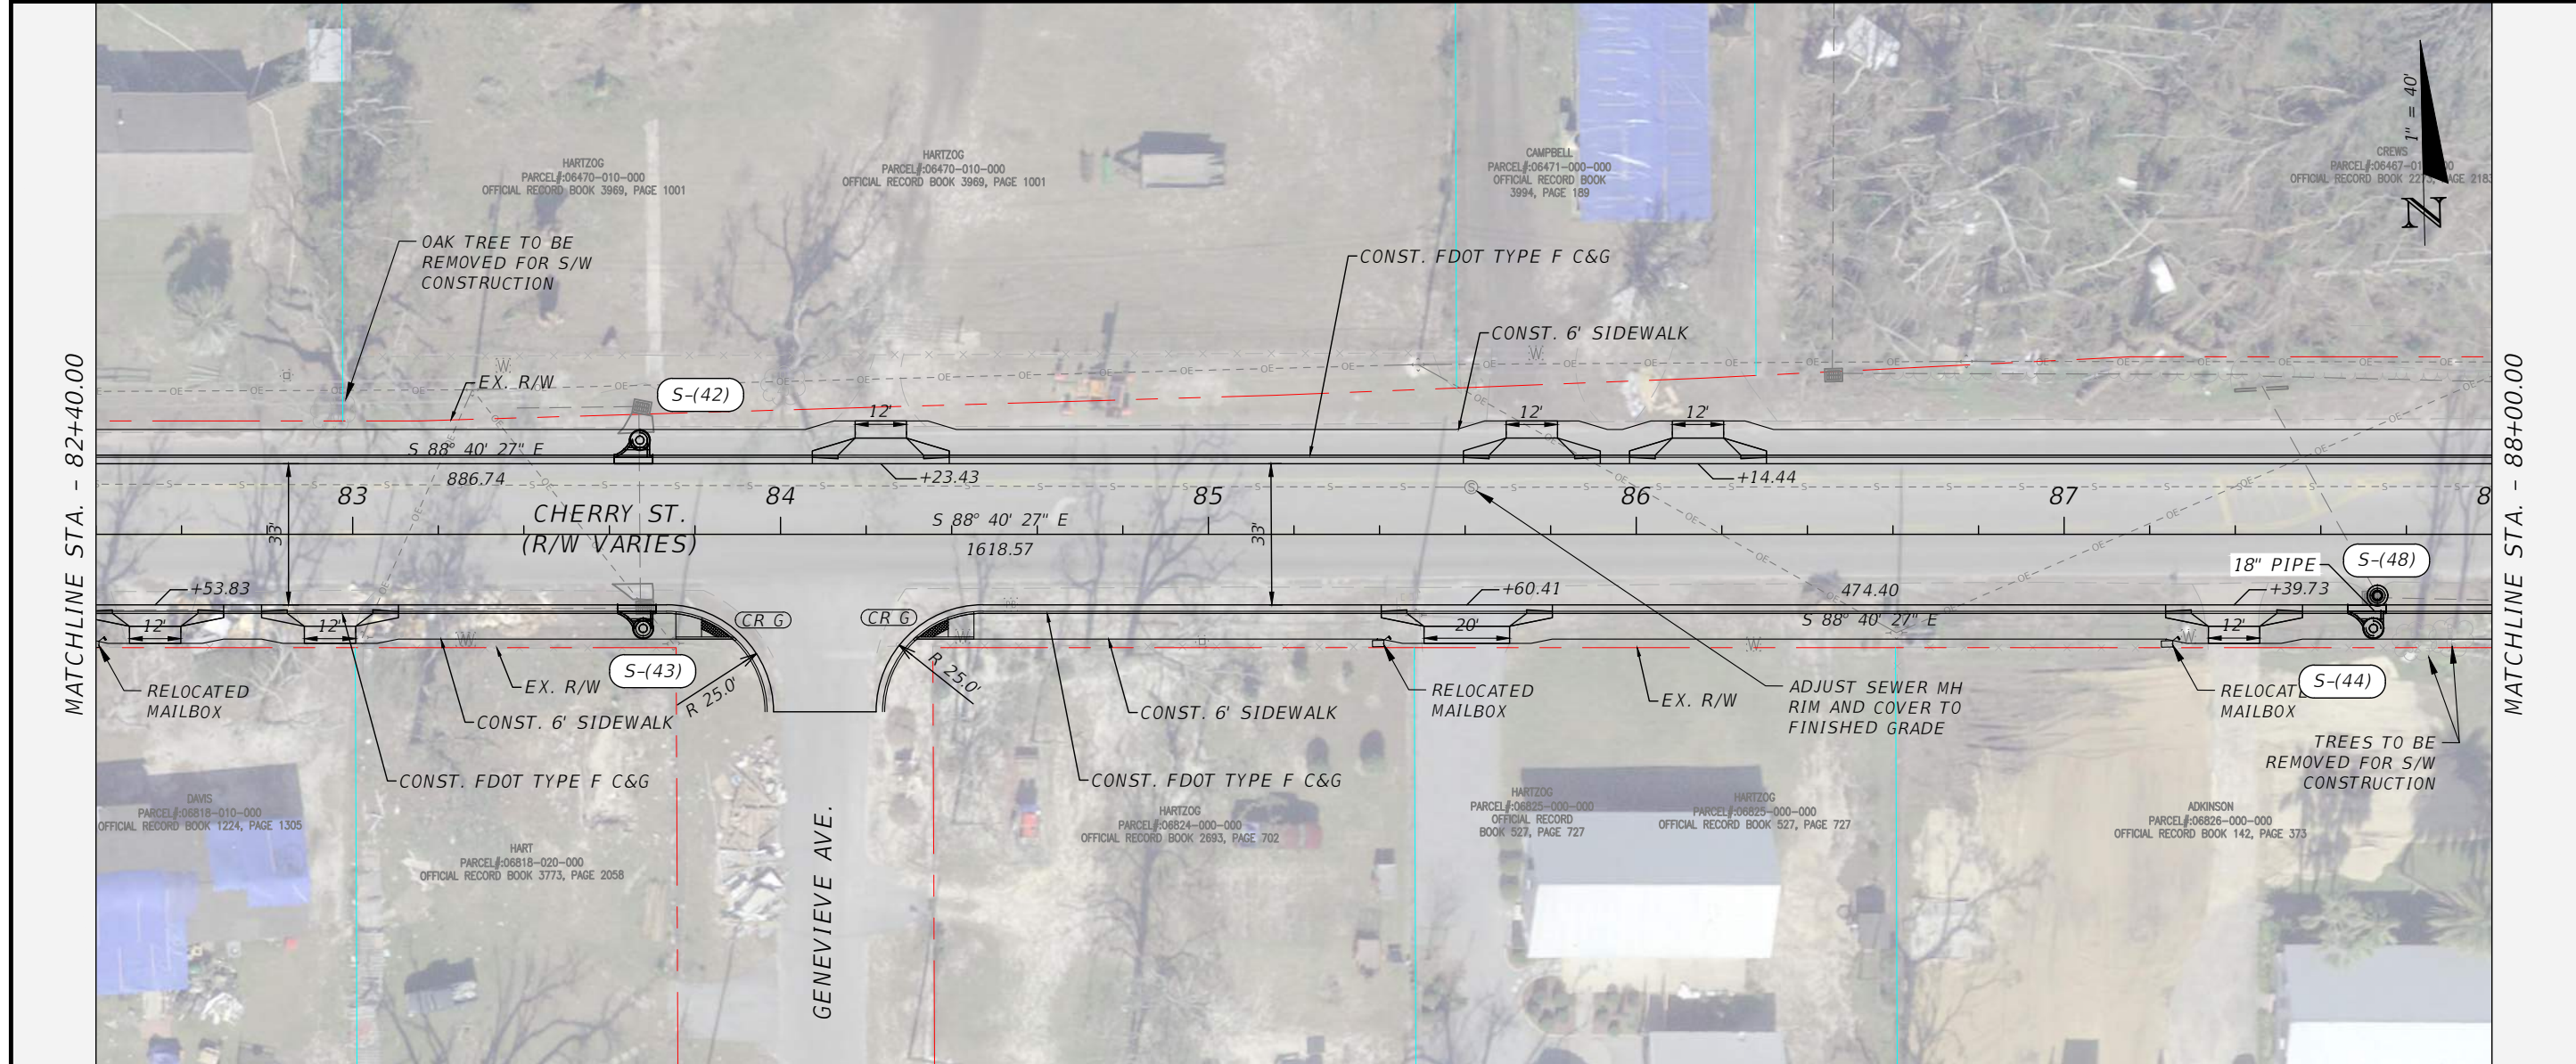 MATCHLINE STA. - 82+40.00
HARTZOG
PARCEL#:06470-010-000
OFFICIAL RECORD BOOK 3969, PAGE 1001
HARTZOG
PARCEL#:06470-010-000
OFFICIAL RECORD BOOK 3969, PAGE 1001
CAMPBELL
PARCEL#:06471-000-000
OFFICIAL RECORD BOOK
3994, PAGE 189
CREWS
1" = 40'
N
OAK TREE TO BE
REMOVED FOR S/W
CONSTRUCTION
CONST. FDOT TYPE F C&G
CONST. 6' SIDEWALK
EX. R/W
S-(42)
12'
12'
12'
S 88° 40' 27" E
886.74
+23.43
+14.44
83
84
85
86
87
8
CHERRY ST.
(R/W VARIES)
33'
S 88° 40' 27" E
1618.57
33'
+53.83
12'
12'
CR G
CR G
+60.41
20'
474.40
S 88° 40' 27" E
18" PIPE
S-(48)
+39.73
12'
S-(43)
R 25.0'
R 25.0'
RELOCATED
MAILBOX
EX. R/W
CONST. 6' SIDEWALK
CONST. FDOT TYPE F C&G
CONST. 6' SIDEWALK
CONST. FDOT TYPE F C&G
RELOCATED
MAILBOX
EX. R/W
ADJUST SEWER MH
RIM AND COVER TO
FINISHED GRADE
MAILBOX
S-(44)
TREES TO BE
REMOVED FOR S/W
CONSTRUCTION
DAVIS
PARCEL#:06818-010-000
OFFICIAL RECORD BOOK 1224, PAGE 1305
HART
PARCEL#:06818-020-000
OFFICIAL RECORD BOOK 3773, PAGE 2058
GENEVIEVE AVE.
HARTZOG
PARCEL#:06824-000-000
OFFICIAL RECORD BOOK 2693, PAGE 702
HARTZOG
PARCEL#:06825-000-000
OFFICIAL RECORD
BOOK 527, PAGE 727
HARTZOG
PARCEL#:06825-000-000
OFFICIAL RECORD BOOK 527, PAGE 727
ADKINSON
PARCEL#:06826-000-000
OFFICIAL RECORD BOOK 142, PAGE 373
MATCHLINE STA. - 88+00.00